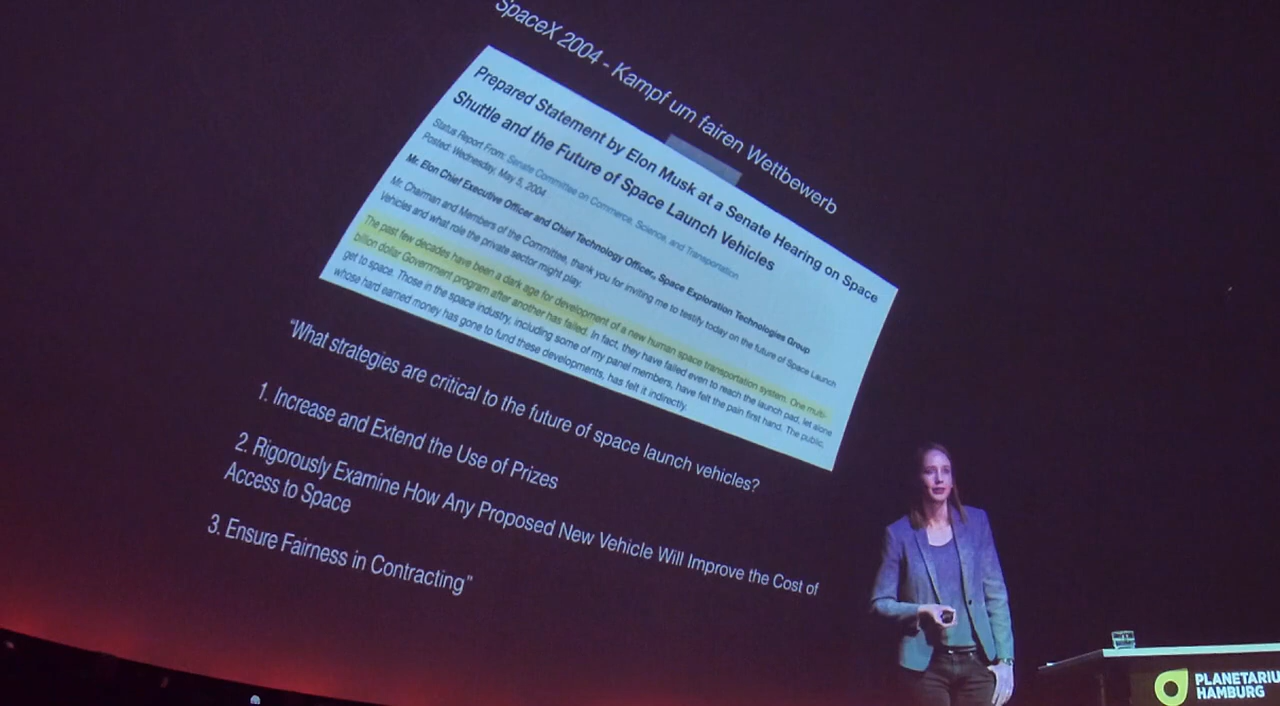 SpaceX 2004 - Kampf um fairen Wettbewerb
Prepared Statement by Elon Musk at a Senate Hearing on Space
Shuttle and the Future of Space Launch Vehicles
Status Report From: Senate Committee on Commerce, Science, and Transportation
Posted: Wednesday, May 5, 2004
Mr. Elon Chief Executive Officer and Chief Technology Officer, Space Exploration Technologies Group
Mr. Chairman and Members of the Committee, thank you for inviting me to testify today on the future of Space Launch
Vehicles and what role the private sector might play.
The past few decades have been a dark age for development of a new human space transportation system. One multi-
billion dollar Government program after another has failed. In fact, they have failed even to reach the launch pad, let alone
get to space. Those in the space industry, including some of my panel members, have felt the pain first hand. The public,
whose hard earned money has gone to fund these developments, has felt it indirectly.
"What strategies are critical to the future of space launch vehicles?
1. Increase and Extend the Use of Prizes
2. Rigorously Examine How Any Proposed New Vehicle Will Improve the Cost of
Access to Space
3. Ensure Fairness in Contracting"
PLANETARIU
HAMBURG